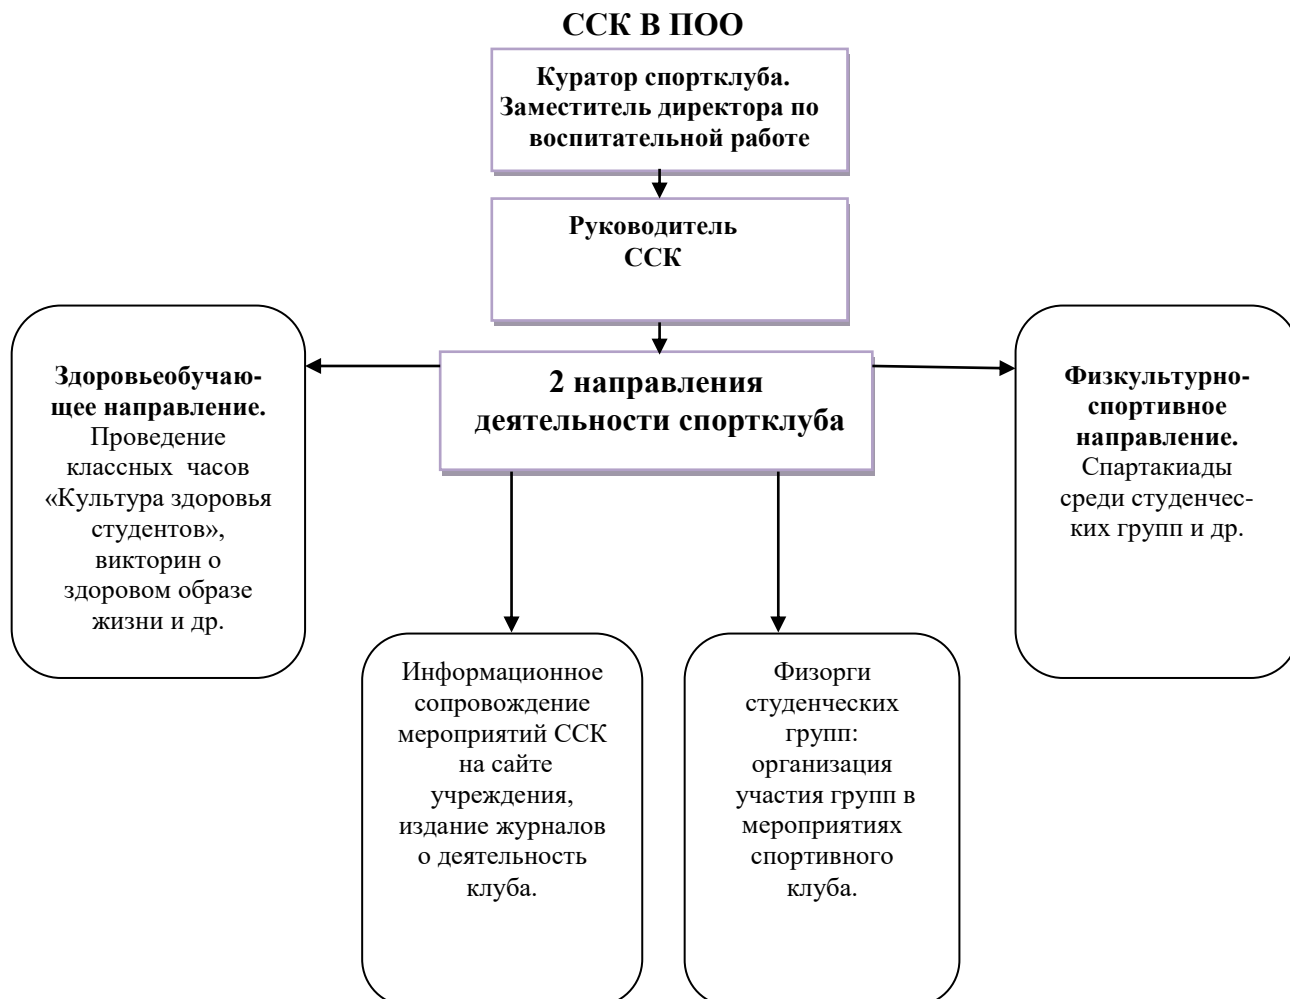 ССК В ПОО
Куратор спортклуба.
Заместитель директора по
воспитательной работе
Руководитель
ССК
2 направления
деятельности спортклуба
Здоровьеобучаю-
щее направление.
Проведение
классных часов
«Культура здоровья
студентов»,
викторин о
здоровом образе
жизни и др.
Физкультурно-
спортивное
направление.
Спартакиады
среди студенчес-
ких групп и др.
Информационное
сопровождение
мероприятий ССК
на сайте
учреждения,
издание журналов
о деятельность
клуба.
Физорги
студенческих
групп:
организация
участия групп в
мероприятиях
спортивного
клуба.